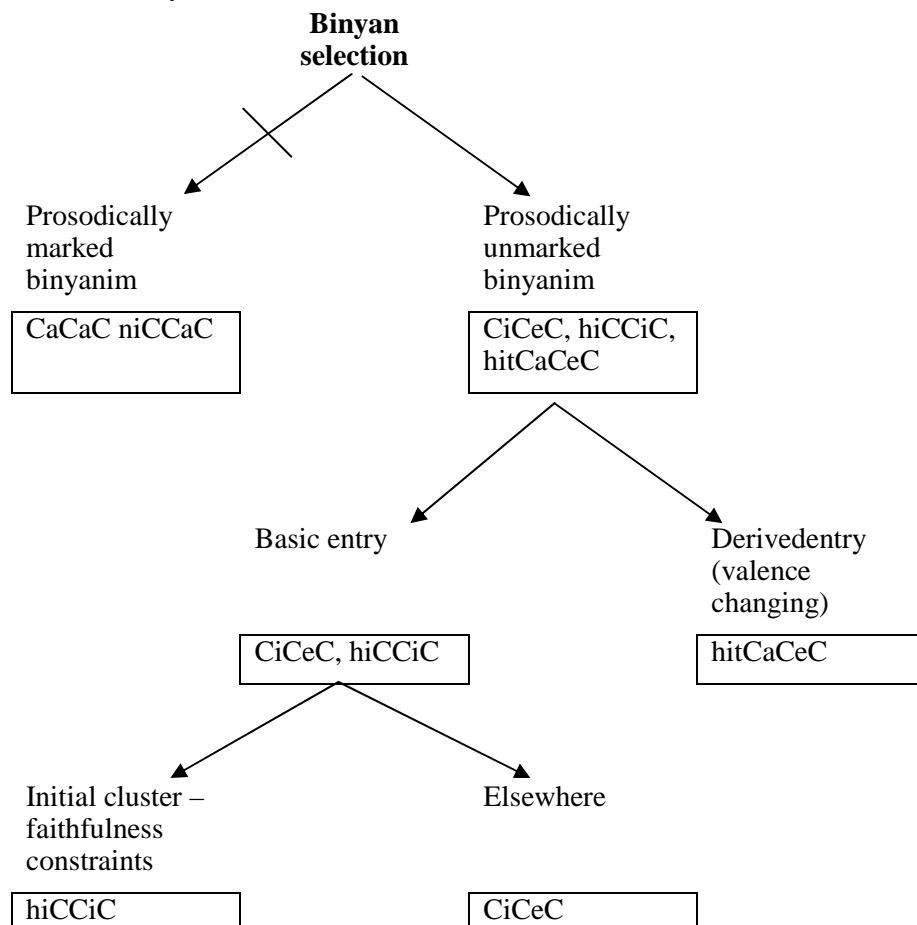 Binyan
selection
Prosodically
marked
binyanim
CaCaC niCCaC
Prosodically
unmarked
binyanim
CiCeC, hiCCiC,
hitCaCeC
Basic entry
CiCeC, hiCCiC
Derivedentry
(valence
changing)
hitCaCeC
Initial cluster –
faithfulness
constraints
hiCCiC
Elsewhere
CiCeC